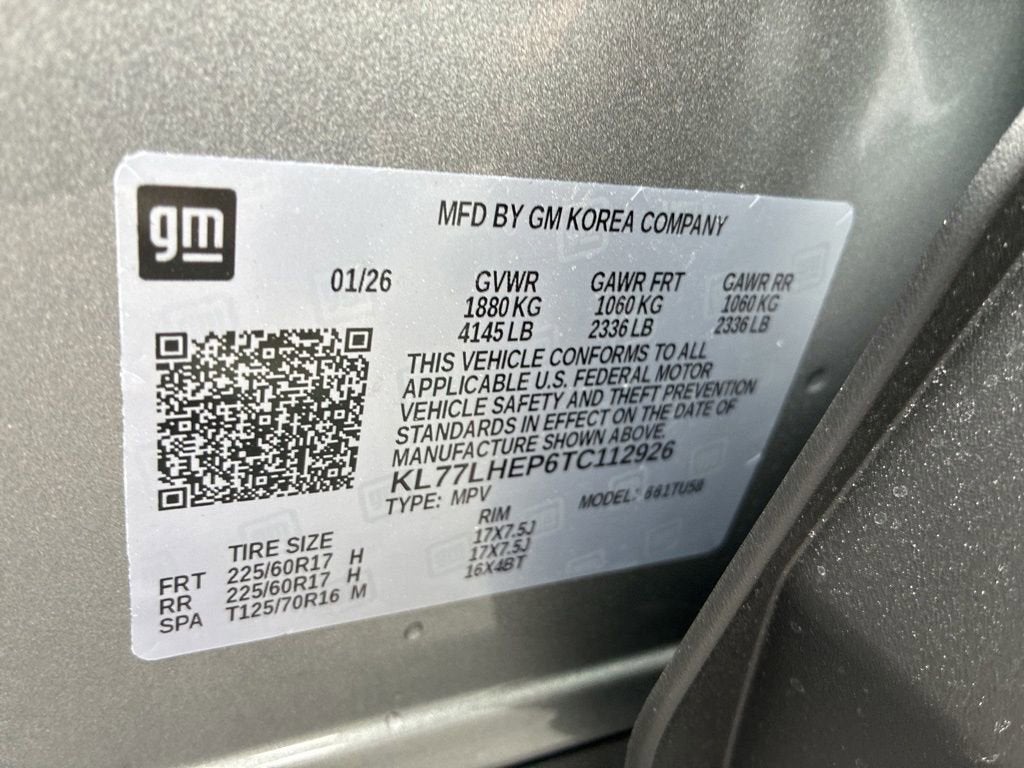 gm
MFD BY GM KOREA COMPANY
01/26 GVWR GAWR FRT GAWR RR
1880 KG 1060 KG 1060 KG
4145 LB 2336 LB 2336 LB
THIS VEHICLE CONFORMS TO ALL
APPLICABLE U.S. FEDERAL MOTOR
VEHICLE SAFETY AND THEFT PREVENTION
STANDARDS IN EFFECT ON THE DATE OF
MANUFACTURE SHOWN ABOVE.
KL77LHEP6TC112926
TYPE: MPV MODEL:
TIRE SIZE RIM
FRT 225/60R17 H 17X7.5J
RR 225/60R17 H 17X7.5J
SPA T125/70R16 M 16X4BT